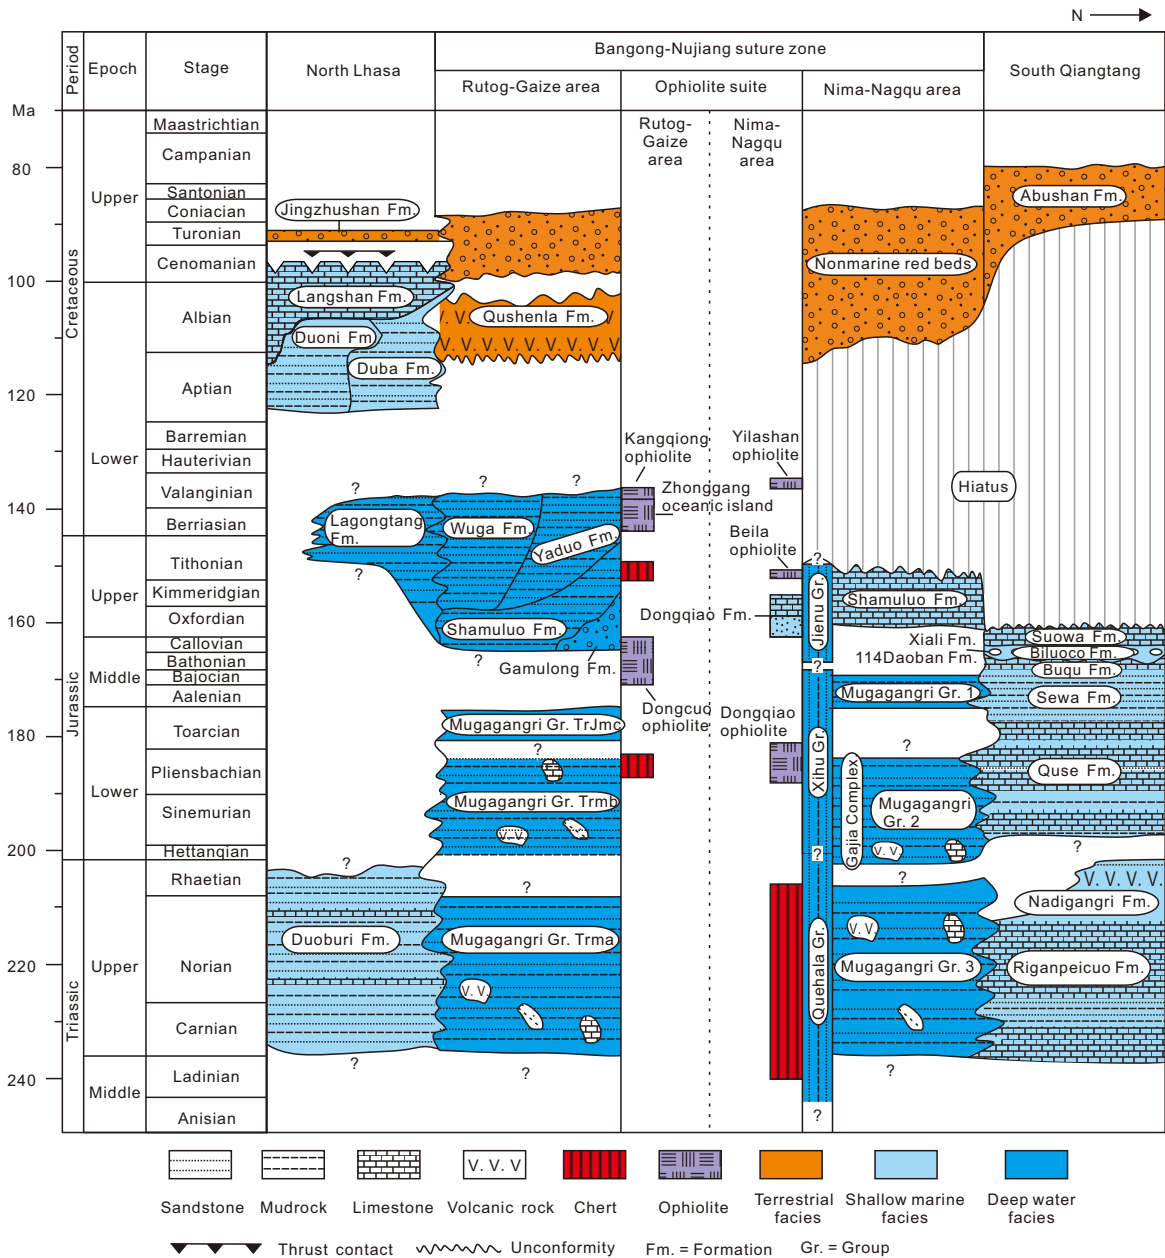 N
Period
Epoch
Stage
North Lhasa
Bangong-Nujiang suture zone
South Qiangtang
Rutog-Gaize area
Ophiolite suite
Nima-Nagqu area
Ma
80
100
120
140
160
180
200
220
240
Cretaceous
Jurassic
Triassic
Upper
Lower
Upper
Middle
Lower
Upper
Middle
Maastrichtian
Campanian
Santonian
Coniacian
Turonian
Cenomanian
Albian
Aptian
Barremian
Hauterivian
Valanginian
Berriasian
Tithonian
Kimmeridgian
Oxfordian
Callovian
Bathonian
Bajocian
Aalenian
Toarcian
Pliensbachian
Sinemurian
Hettangian
Rhaetian
Norian
Carnian
Ladinian
Anisian
Jingzhushan Fm.
Langshan Fm.
Duoni Fm
Duba Fm.
?
Lagongtang
Fm.
?
?
Duoburi Fm.
?
V.
V
V. V. V. V. V. V. V
Qushenla Fm.
?
?
Wuga Fm.
Yaduo Fm.
Shamuluo Fm.
?
Gamulong Fm.
Mugagangri Gr. TrJmc
?
Mugagangri Gr. Trmb
V. V.
?
Mugagangri Gr. Trma
V. V.
?
Rutog-
Gaize
area
Nima-
Nagqu
area
Kangqiong
ophiolite
Zhonggang
oceanic island
Yilashan
ophiolite
Beila
ophiolite
Dongqiao Fm.
Dongcuo
ophiolite
Dongqiao
ophiolite
Nonmarine red beds
?
Jienu Gr.
?
Xihu Gr.
?
Quehala Gr.
?
Shamuluo Fm.
Xiali Fm.
114Daoban Fm.
Mugagangri Gr. 1
?
Gajia Complex
Mugagangri
Gr. 2
V. V.
?
V. V.
Mugagangri Gr. 3
?
Abushan Fm.
Hiatus
Suowa Fm.
Biluoco Fm.
Buqu Fm.
Sewa Fm.
Quse Fm.
?
V. V. V. V.
Nadigangri Fm.
Riganpeicuo Fm.
V. V. V
Sandstone
Mudrock
Limestone
Volcanic rock
Chert
Ophiolite
Terrestrial
facies
Shallow marine
facies
Deep water
facies
Thrust contact
Unconformity
Fm. = Formation
Gr. = Group